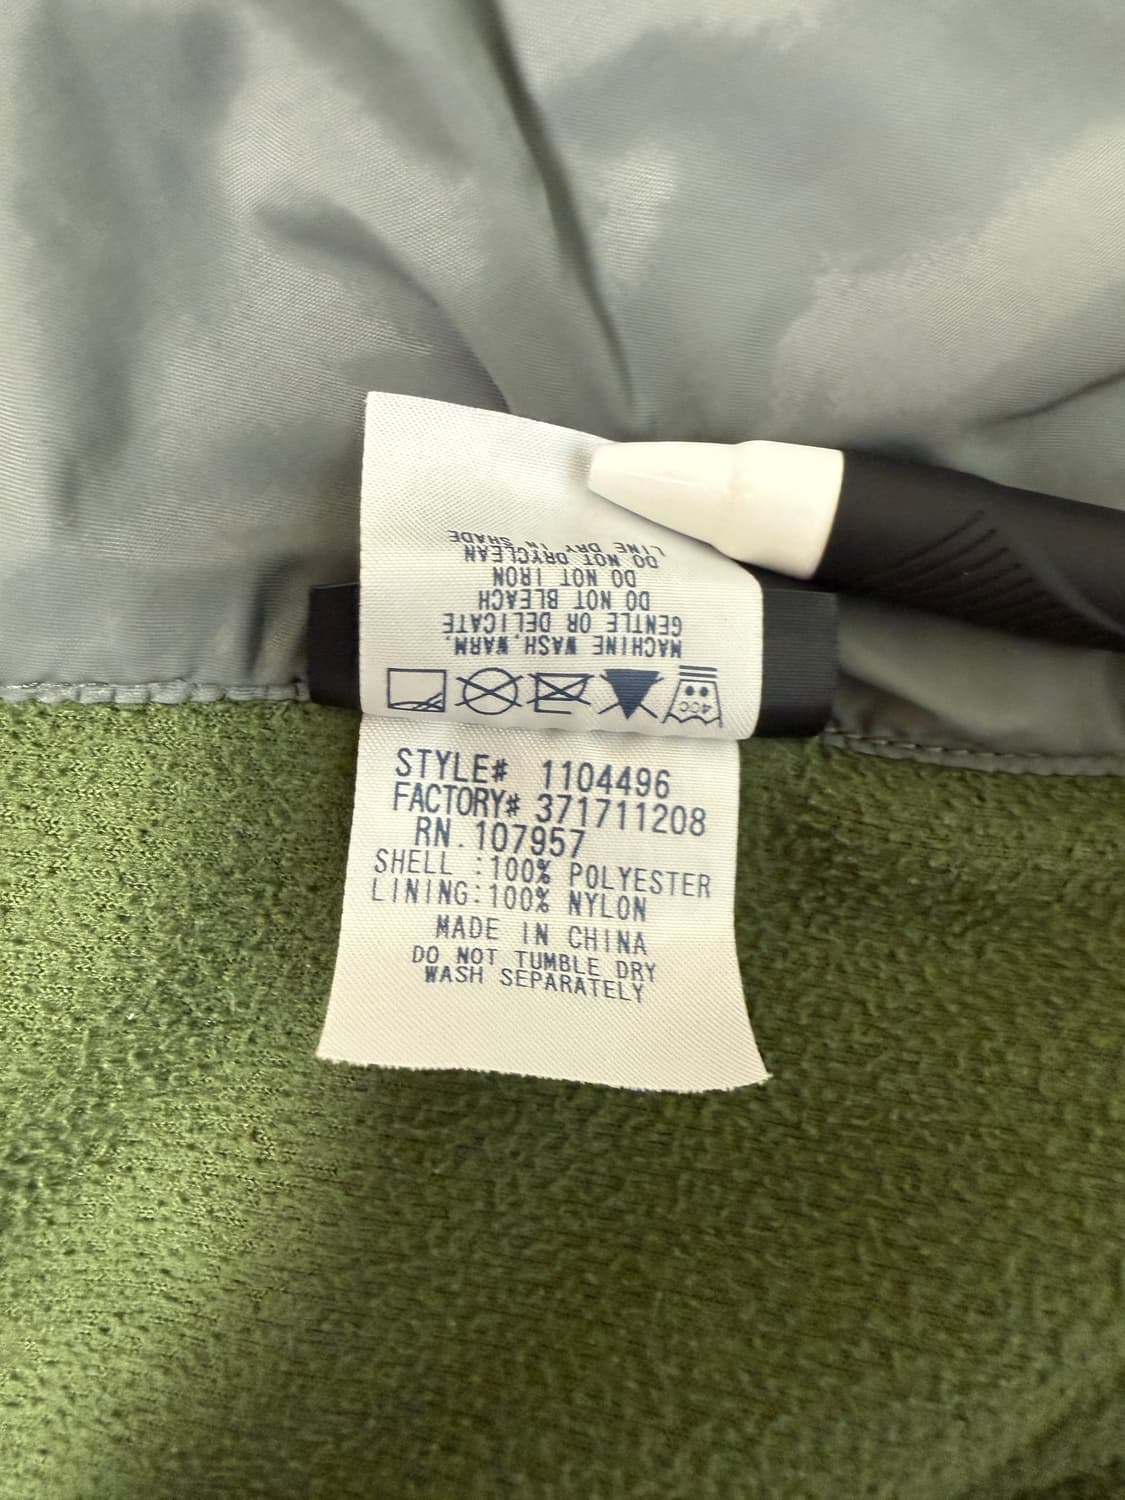 MACHINE WASH, WARM,
GENTLE OR DELICATE
DO NOT BLEACH
DO NOT IRON
DO NOT DRYCLEAN
LINE DRY IN SHADE
40C
STYLE# 1104496
FACTORY# 371711208
RN.107957
SHELL :100% POLYESTER
LINING:100% NYLON
MADE IN CHINA
DO NOT TUMBLE DRY
WASH SEPARATELY